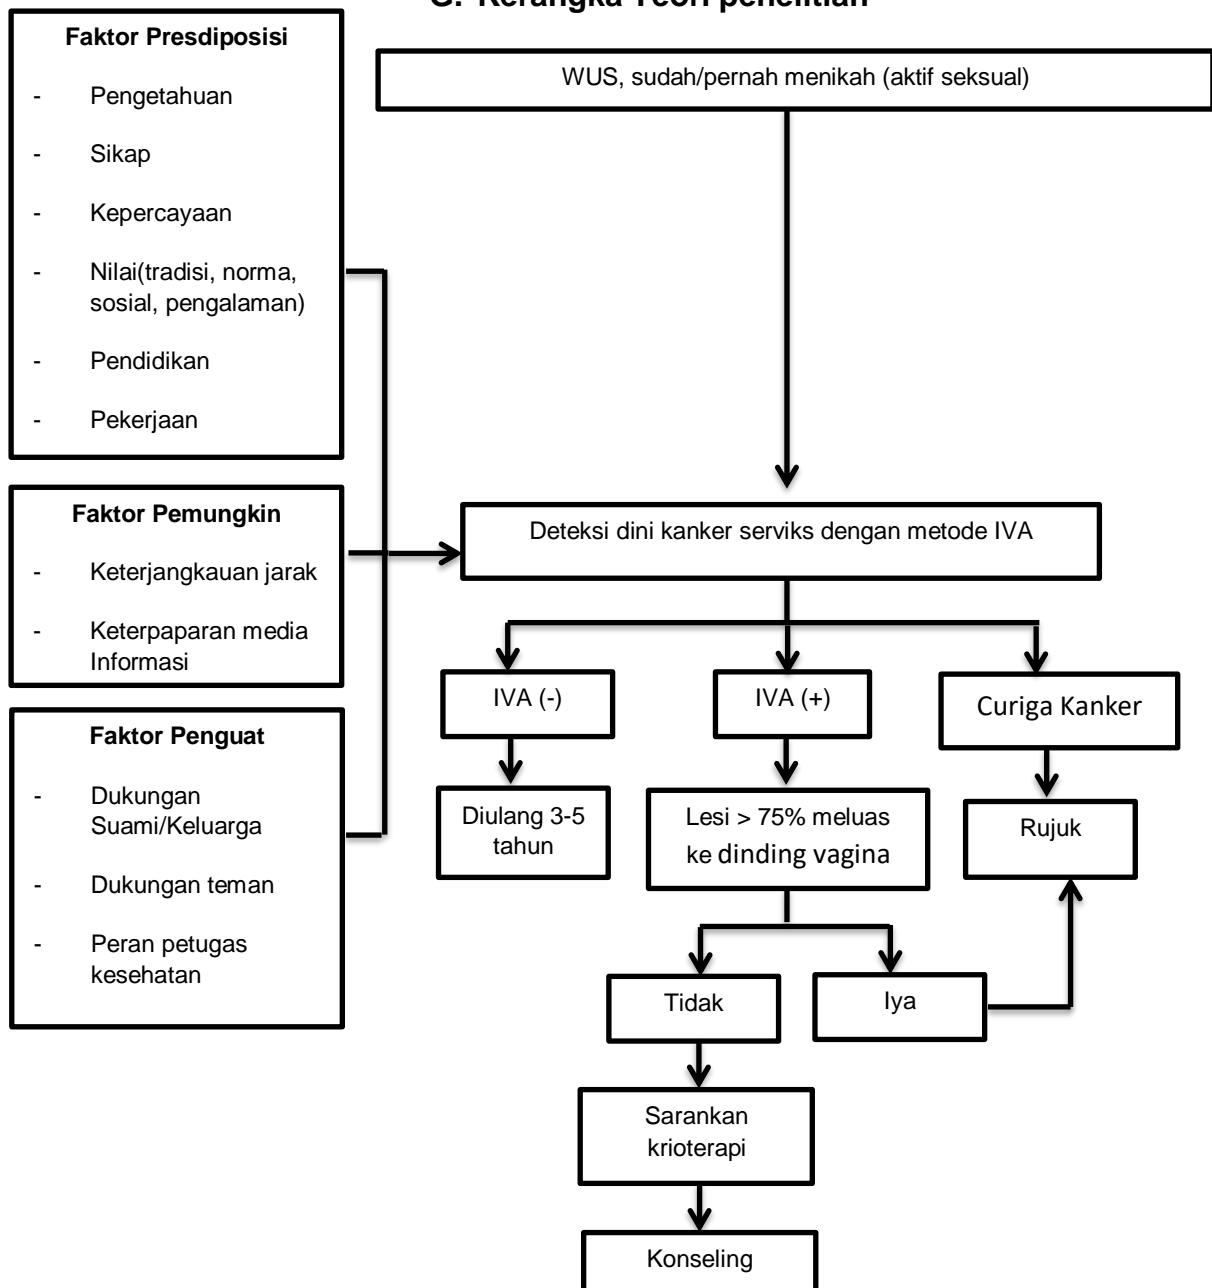 G. Kerangka Teori penelitian
Faktor Presdiposisi
- Pengetahuan
- Sikap
- Kepercayaan
- Nilai(tradisi, norma,
sosial, pengalaman)
- Pendidikan
- Pekerjaan
Faktor Pemungkin
- Keterjangkauan jarak
- Keterpaparan media
Informasi
Faktor Penguat
- Dukungan
Suami/Keluarga
- Dukungan teman
- Peran petugas
kesehatan
WUS, sudah/pernah menikah (aktif seksual)
Deteksi dini kanker serviks dengan metode IVA
IVA (-)
IVA (+)
Curiga Kanker
Diulang 3-5
tahun
Lesi > 75% meluas
ke dinding vagina
Rujuk
Tidak
Iya
Sarankan
krioterapi
Konseling